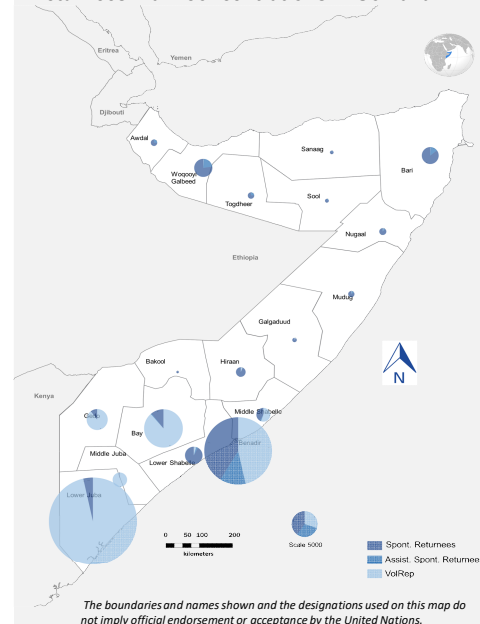 Eritrea
Yemen
Djibouti
Awdal
Sanaag
Bari
Woqooyi
Galbeed
Togdheer
Sool
Nugaal
Ethiopia
Mudug
Galgaduud
Bakool
Hiraan
N
Kenya
Middle Shabelle
Bay
Banadir
Middle Juba
Lower Shabelle
Lower Juba
0 50 100 200
kilometers
Scale 5000
Spont. Returnees
Assist. Spont. Returnee
VolRep
The boundaries and names shown and the designations used on this map do
not imply official endorsement or acceptance by the United Nations.